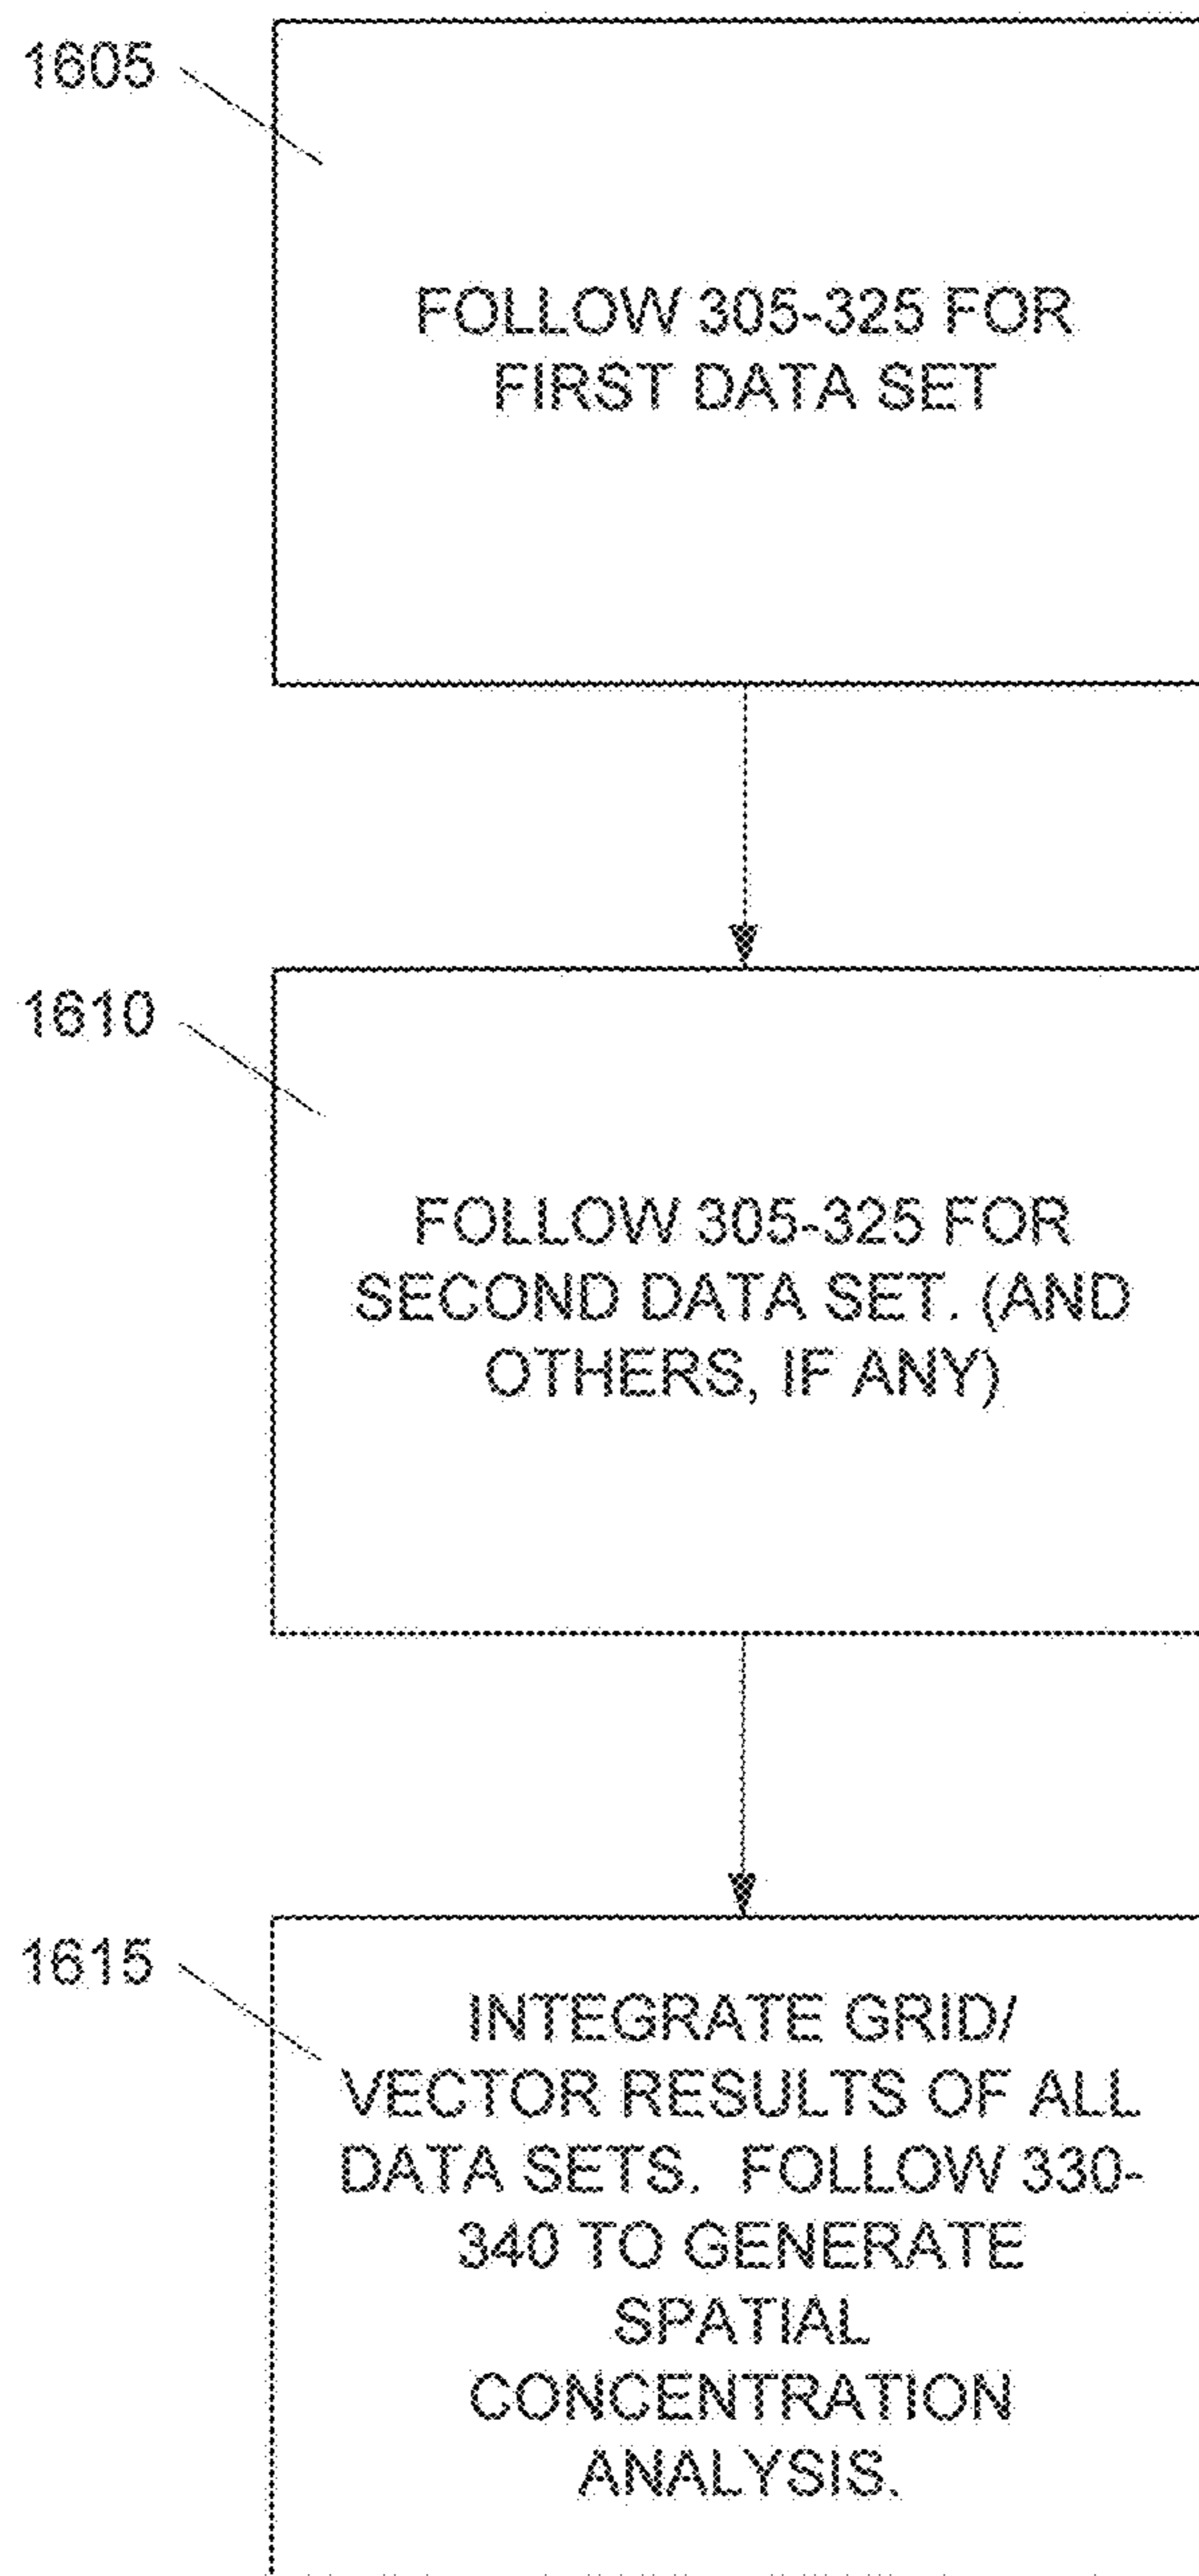 1605
FOLLOW 305-325 FOR
FIRST DATA SET
1610
FOLLOW 305-325 FOR
SECOND DATA SET. (AND
OTHERS, IF ANY)
1615
INTEGRATE GRID/
VECTOR RESULTS OF ALL
DATA SETS. FOLLOW 330-
340 TO GENERATE
SPATIAL
CONCENTRATION
ANALYSIS.